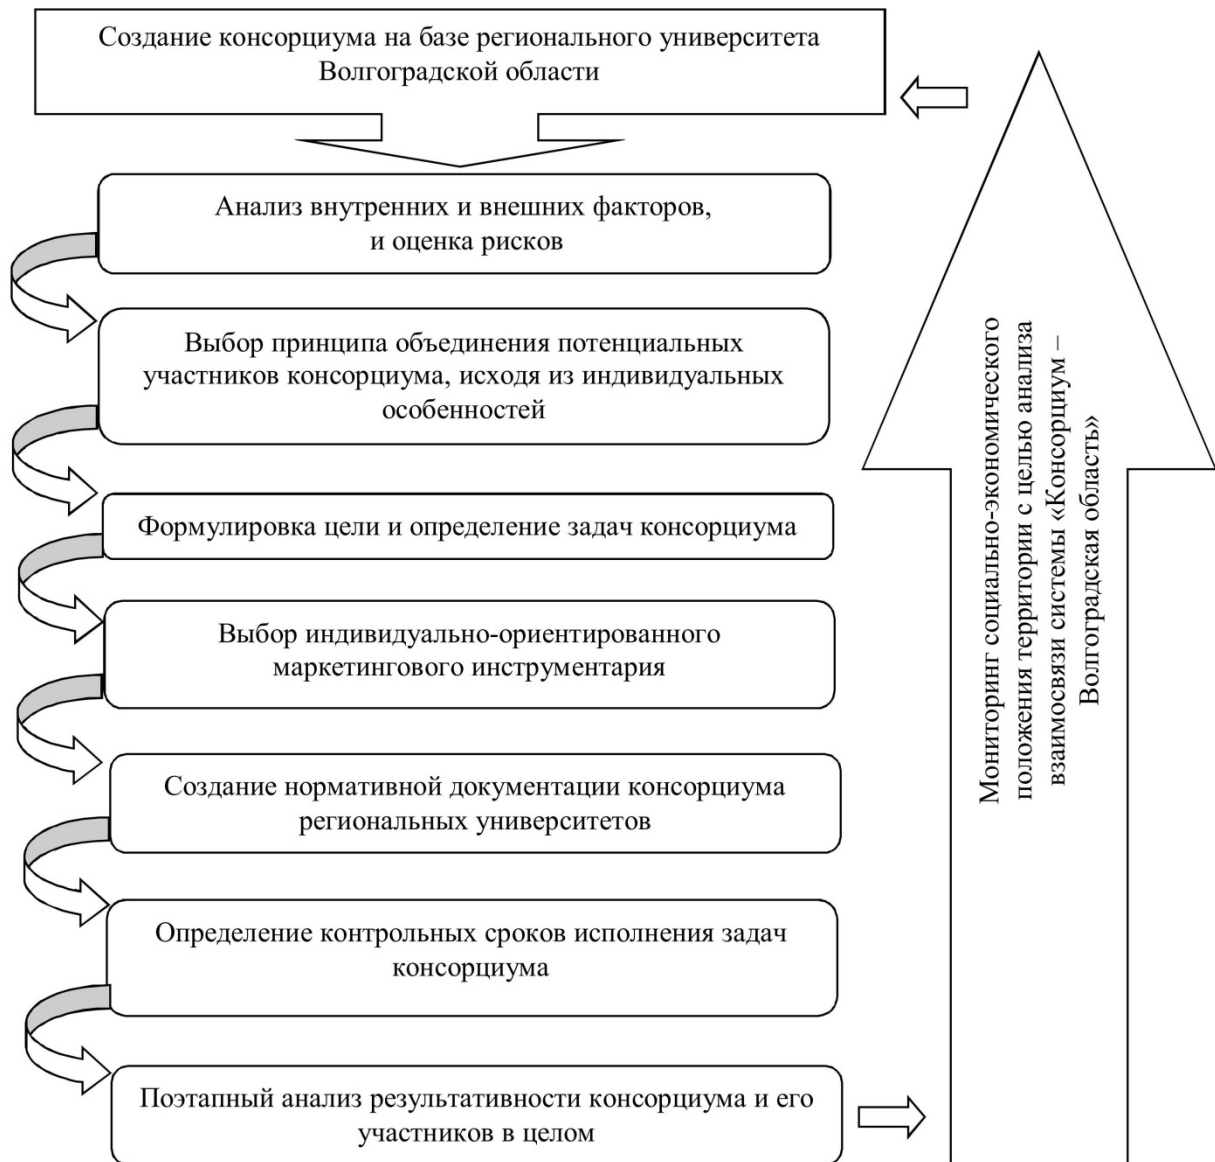 Создание консорциума на базе регионального университета
Волгоградской области
Анализ внутренних и внешних факторов,
и оценка рисков
Выбор принципа объединения потенциальных
участников консорциума, исходя из индивидуальных
особенностей
Формулировка цели и определение задач консорциума
Выбор индивидуально-ориентированного
маркетингового инструментария
Создание нормативной документации консорциума
региональных университетов
Определение контрольных сроков исполнения задач
консорциума
Поэтапный анализ результативности консорциума и его
участников в целом
Мониторинг социально-экономического
положения территории с целью анализа
взаимосвязи системы «Консорциум –
Волгоградская область»